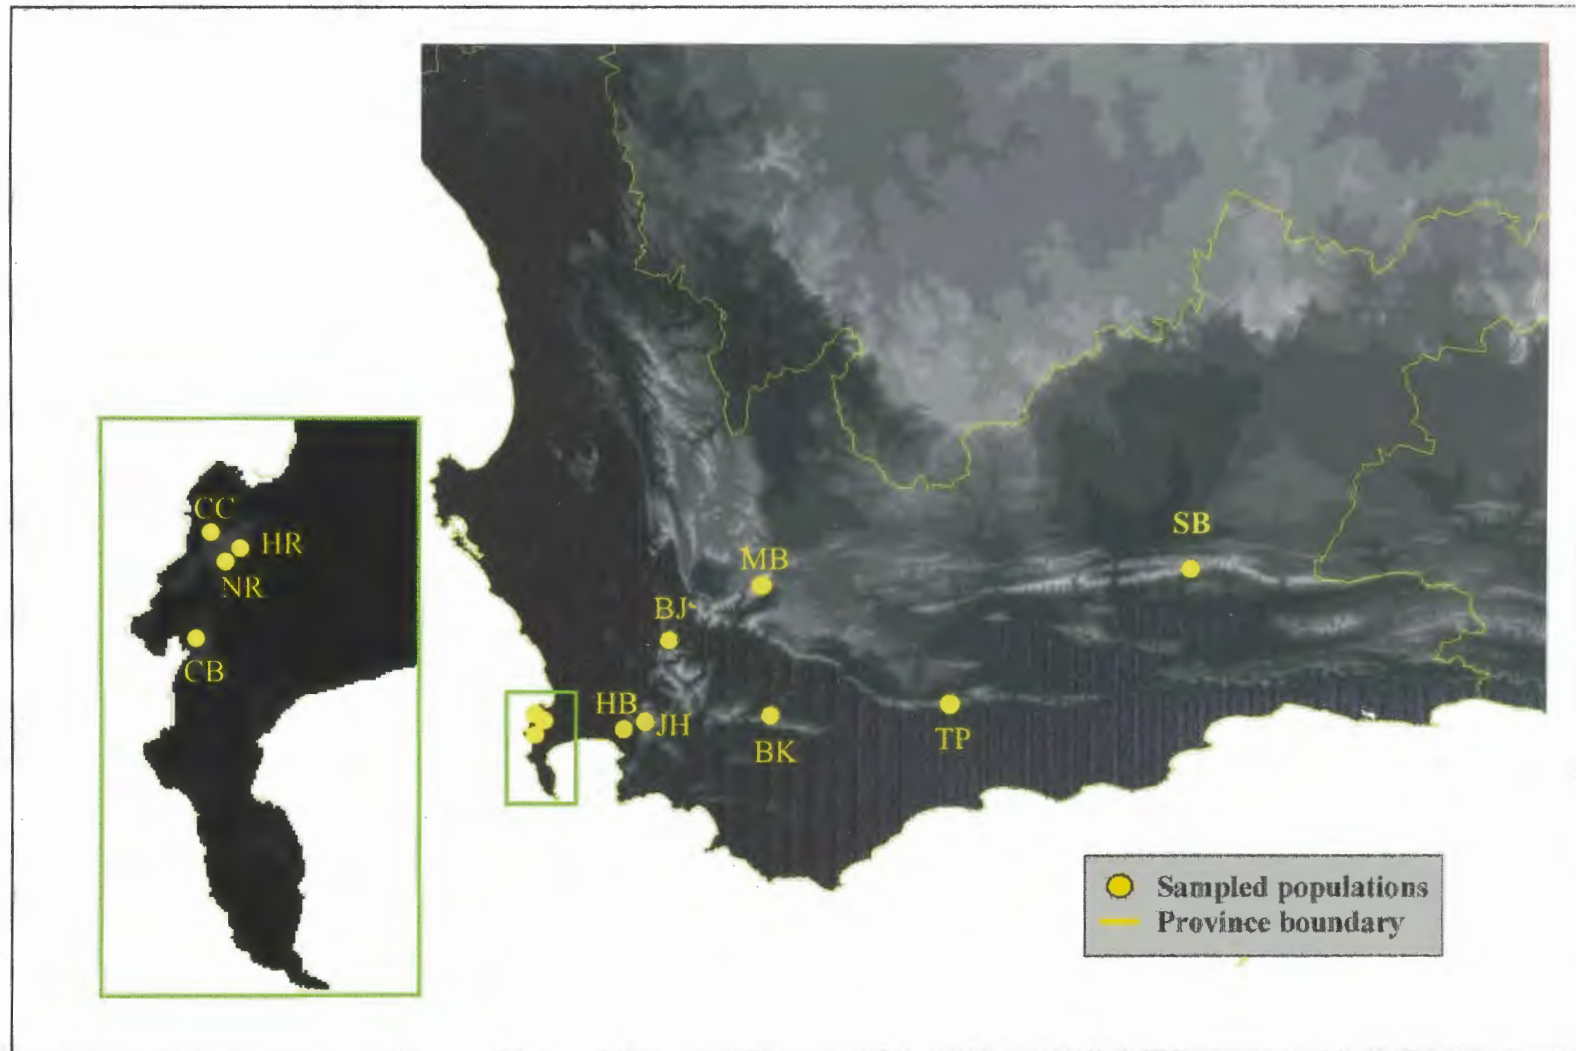 CC
HR
NR
CB
SB
MB
BJ
HB
JH
BK
TP
Sampled populations
Province boundary